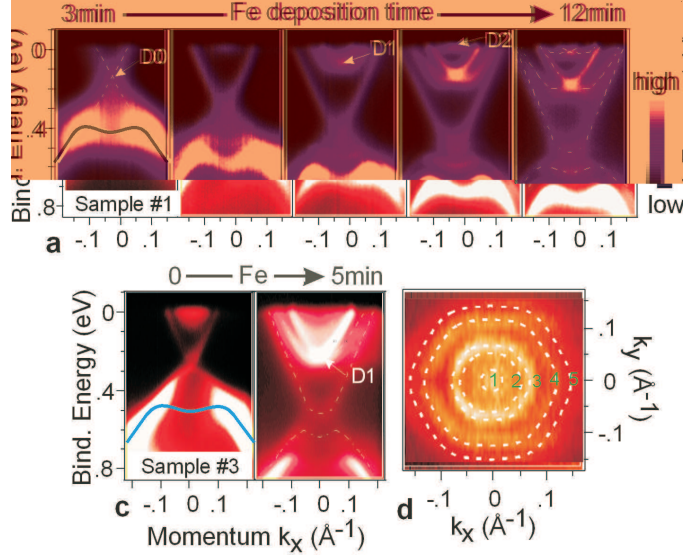 3min Fe deposition time 12min
Bind. Energy (eV)
0
.4
.8
D0
D1
D2
high
low
Sample #1
a
-.1 0 .1 -.1 0 .1 -.1 0 .1 -.1 0 .1 -.1 0 .1
0 Fe 5min
Bind. Energy (eV)
0
.4
.8
D1
Sample #3
c
-.1 0 .1 -.1 0 .1
Momentum kx (Å-1)
1 2 3 4 5
.1
0
-.1
ky (Å-1)
d
-.1 0 .1
kx (Å-1)